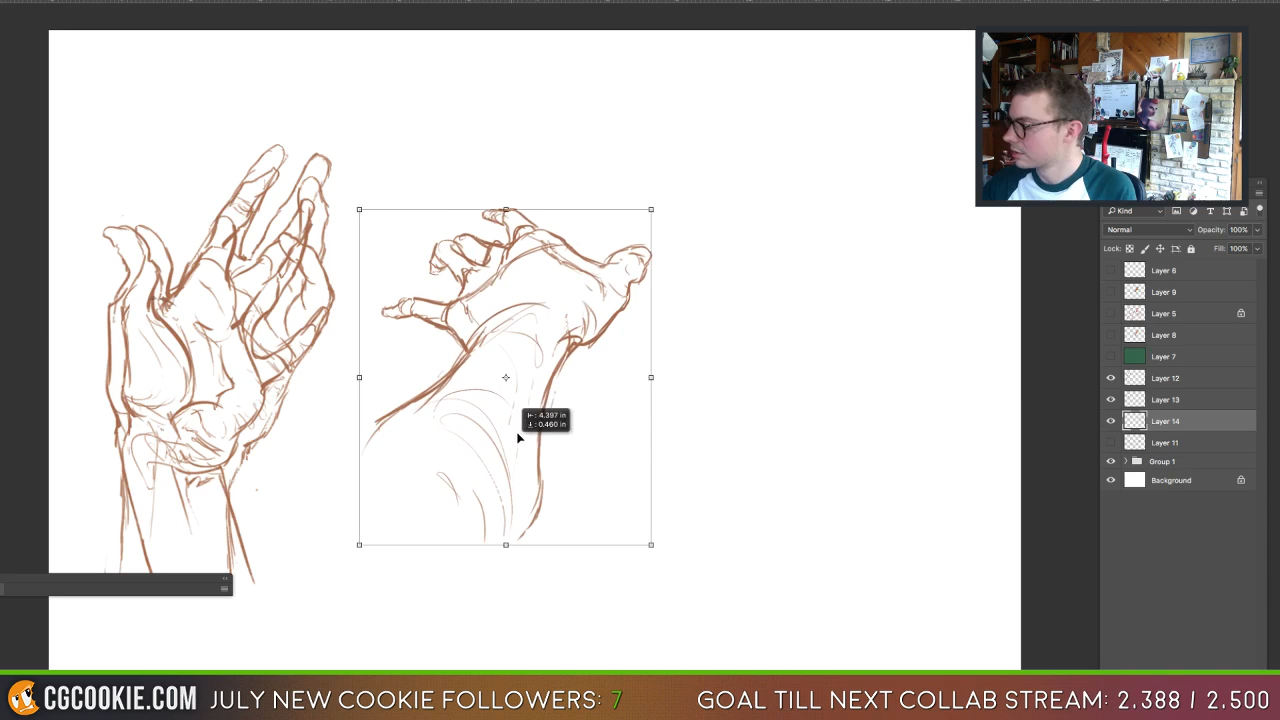 Kind
Normal
Opacity: 100%
Lock:
Fill: 100%
Layer 6
Layer 9
Layer 5
Layer 8
Layer 7
Layer 12
Layer 13
Layer 14
Layer 11
Group 1
Background
: 4.397 in
: 0.460 in
CGCOOKIE.COM
JULY NEW COOKIE FOLLOWERS: 7
GOAL TILL NEXT COLLAB STREAM: 2.388 / 2.500